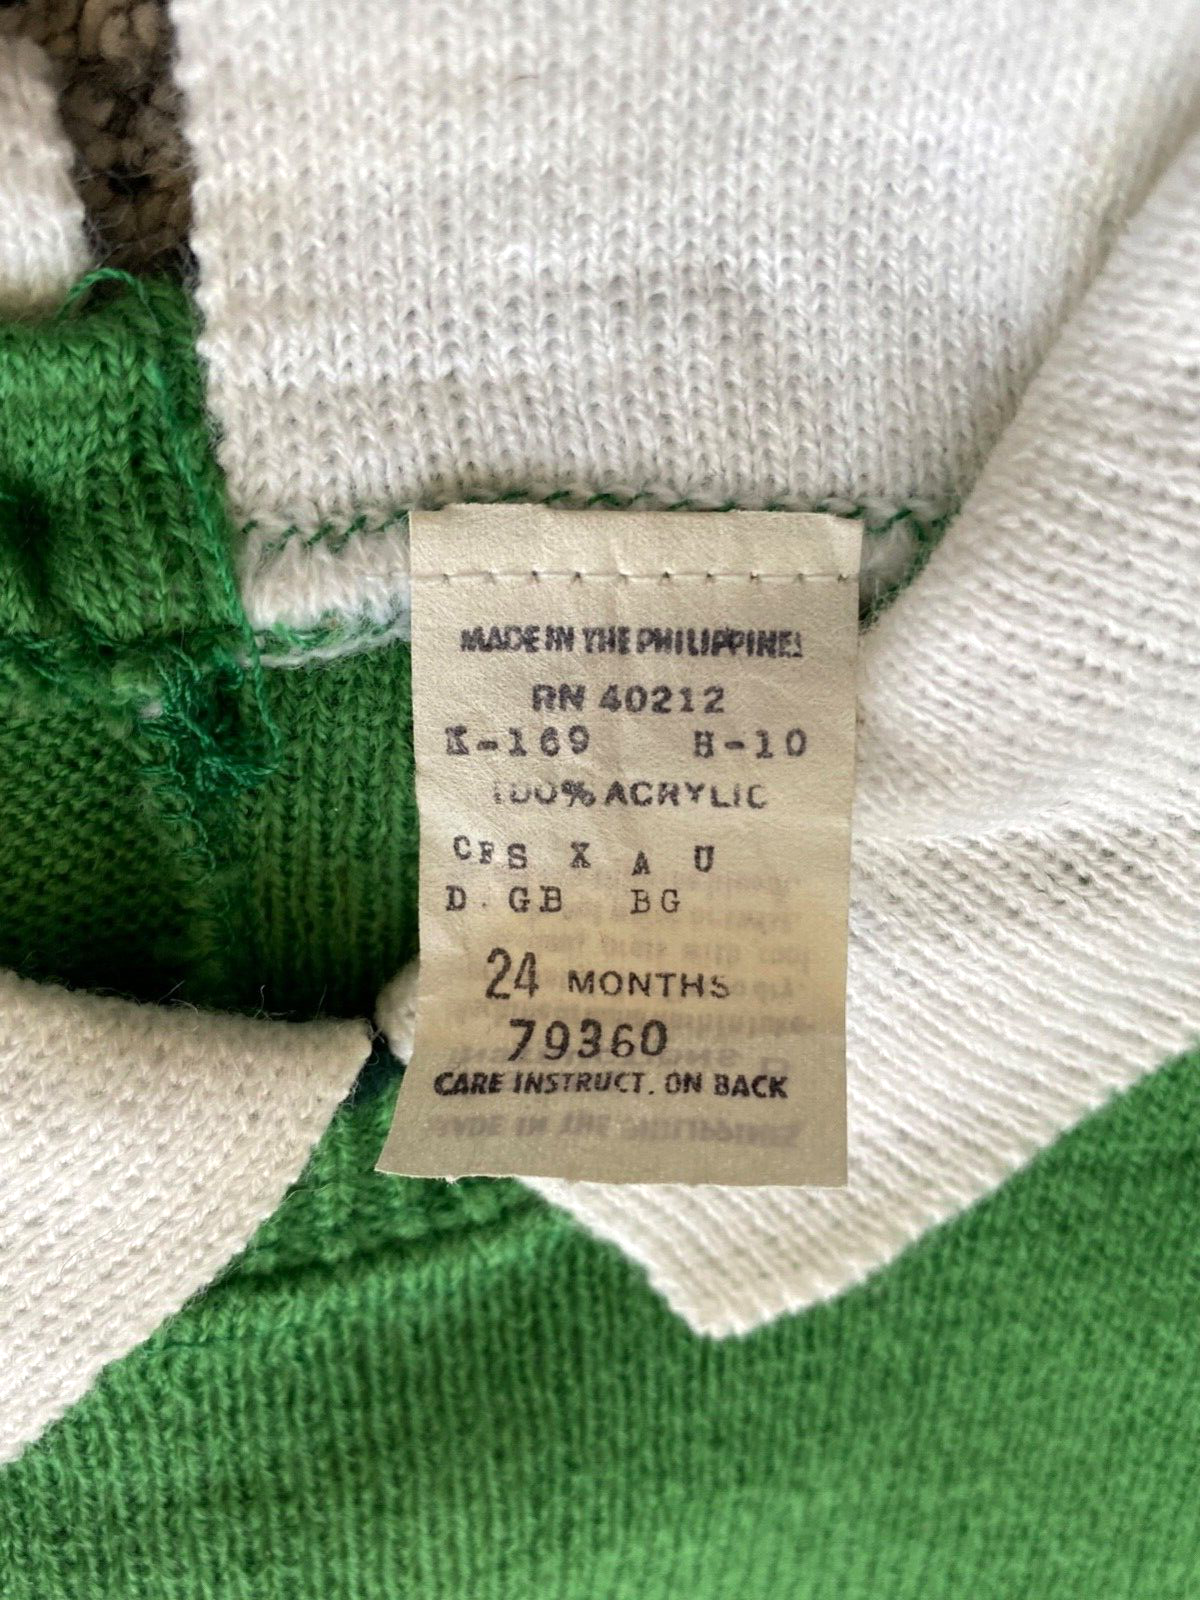 MADE IN THE PHILIPPINES
RN 40212
K-169 H-10
100% ACRYLIC
CFS X A U
D. GB BG
24 MONTHS
79360
CARE INSTRUCT. ON BACK